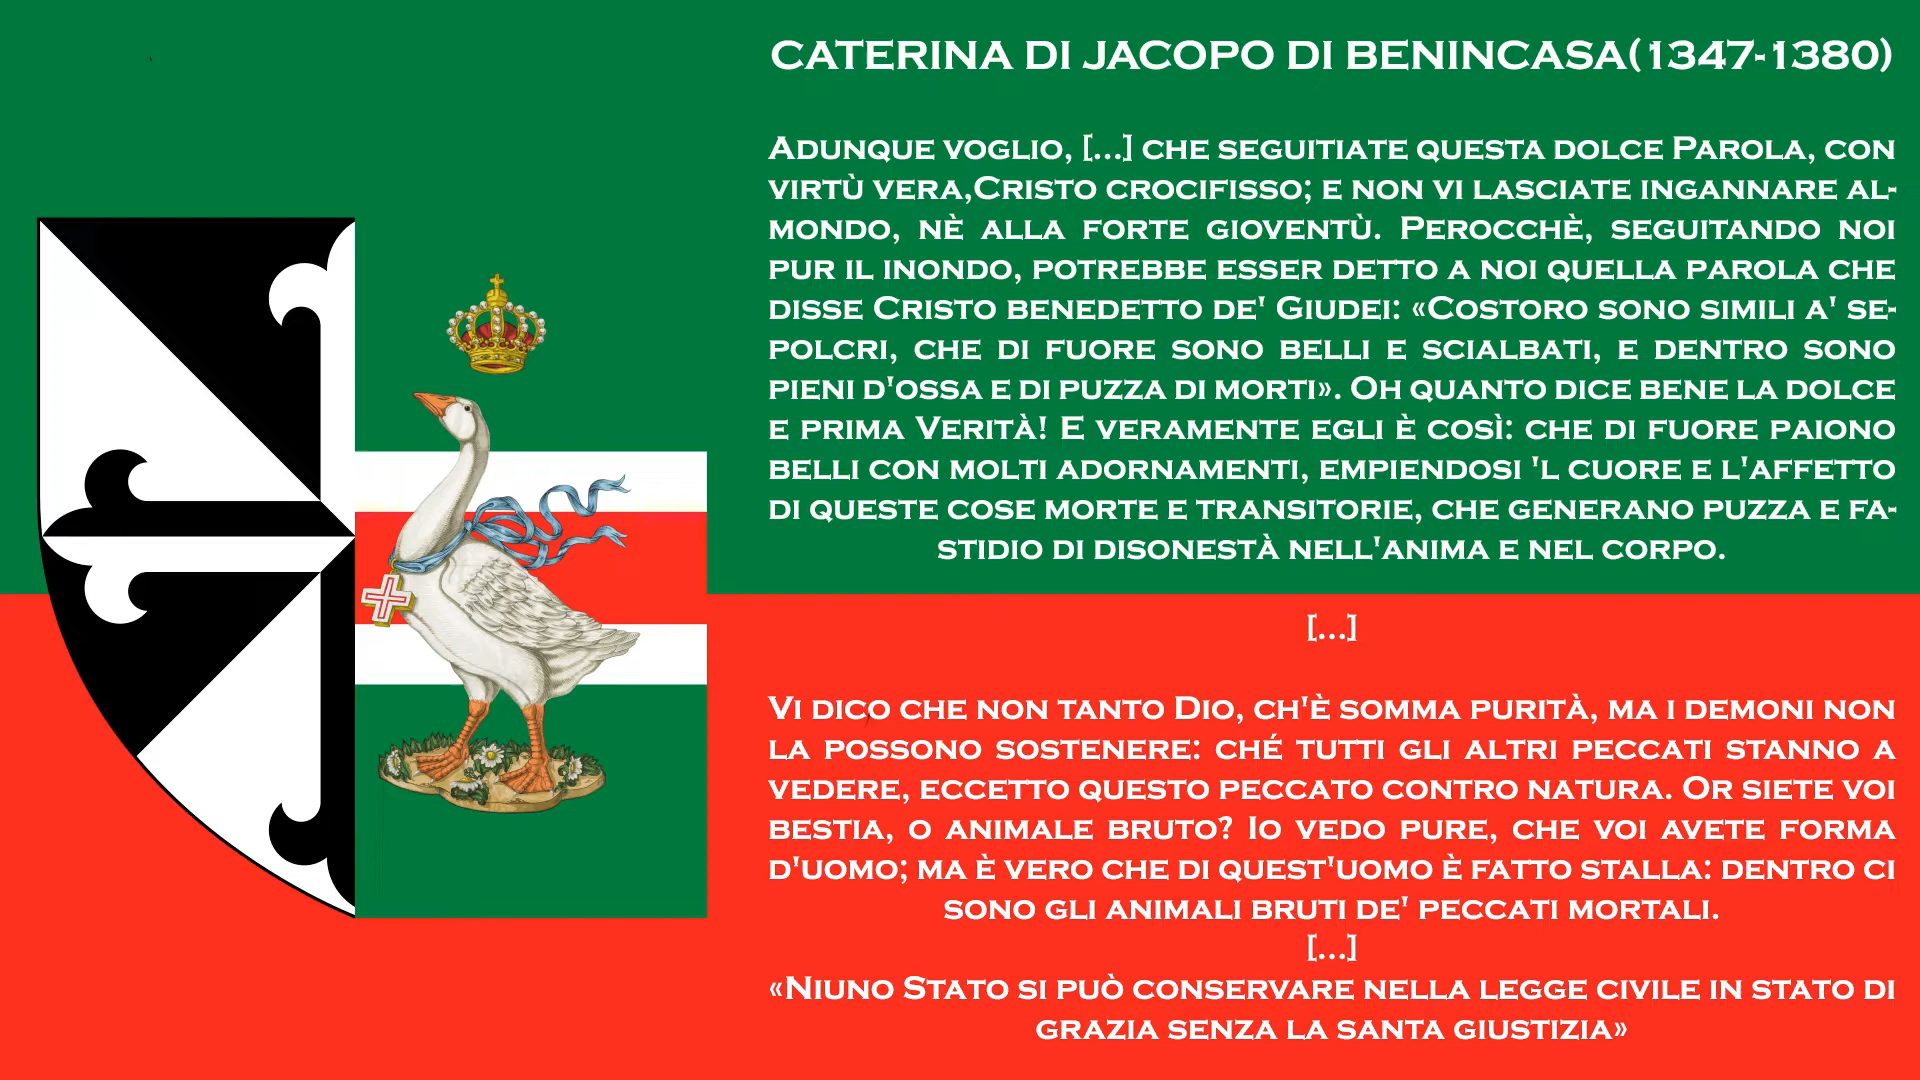 CATERINA DI JACOPO DI BENINCASA(1347-1380)
ADUNQUE VOGLIO, [...] CHE SEGUITIATE QUESTA DOLCE PAROLA, CON
VIRTÙ VERA,CRISTO CROCIFISSO; E NON VI LASCIATE INGANNARE AL-
MONDO, NÈ ALLA FORTE GIOVENTÙ. PEROCCHÈ, SEGUITANDO NOI
PUR IL INONDO, POTREBBE ESSER DETTO A NOI QUELLA PAROLA CHE
DISSE CRISTO BENEDETTO DE' GIUDEI: «COSTORO SONO SIMILI A' SE-
POLCRI, CHE DI FUORE SONO BELLI E SCIALBATI, E DENTRO SONO
PIENI D'OSSA E DI PUZZA DI MORTI». OH QUANTO DICE BENE LA DOLCE
E PRIMA VERITÀ! E VERAMENTE EGLI È COSÌ: CHE DI FUORE PAIONO
BELLI CON MOLTI ADORNAMENTI, EMPIENDOSI 'L CUORE E L'AFFETTO
DI QUESTE COSE MORTE E TRANSITORIE, CHE GENERANO PUZZA E FA-
STIDIO DI DISONESTÀ NELL'ANIMA E NEL CORPO.
[...]
VI DICO CHE NON TANTO DIO, CH'È SOMMA PURITÀ, MA I DEMONI NON
LA POSSONO SOSTENERE: CHÉ TUTTI GLI ALTRI PECCATI STANNO A
VEDERE, ECCETTO QUESTO PECCATO CONTRO NATURA. OR SIETE VOI
BESTIA, O ANIMALE BRUTO? IO VEDO PURE, CHE VOI AVETE FORMA
D'UOMO; MA È VERO CHE DI QUEST'UOMO È FATTO STALLA: DENTRO CI
SONO GLI ANIMALI BRUTI DE' PECCATI MORTALI.
[...]
«NIUNO STATO SI PUÒ CONSERVARE NELLA LEGGE CIVILE IN STATO DI
GRAZIA SENZA LA SANTA GIUSTIZIA»